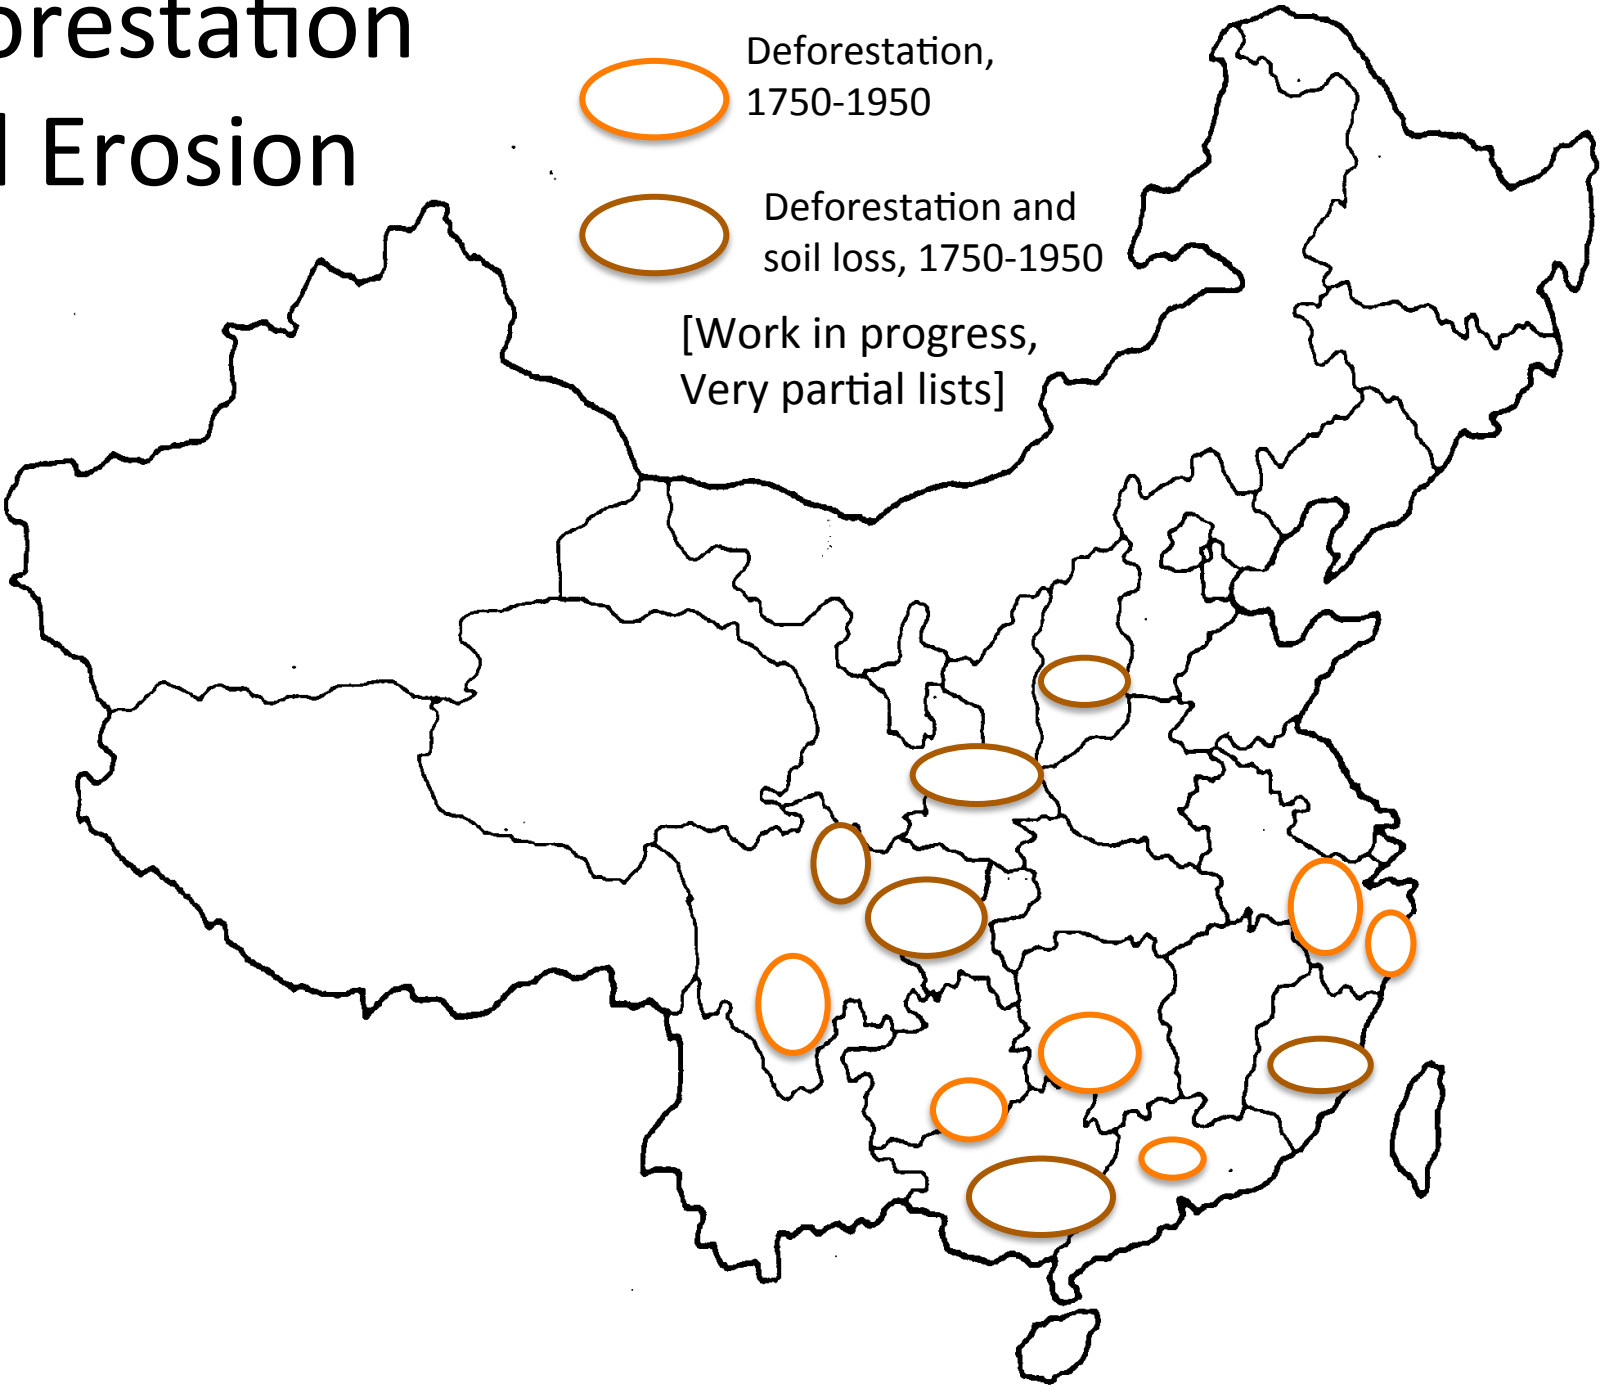 orestation
Erosion
Deforestation,
1750-1950
Deforestation and
soil loss, 1750-1950
[Work in progress,
Very partial lists]